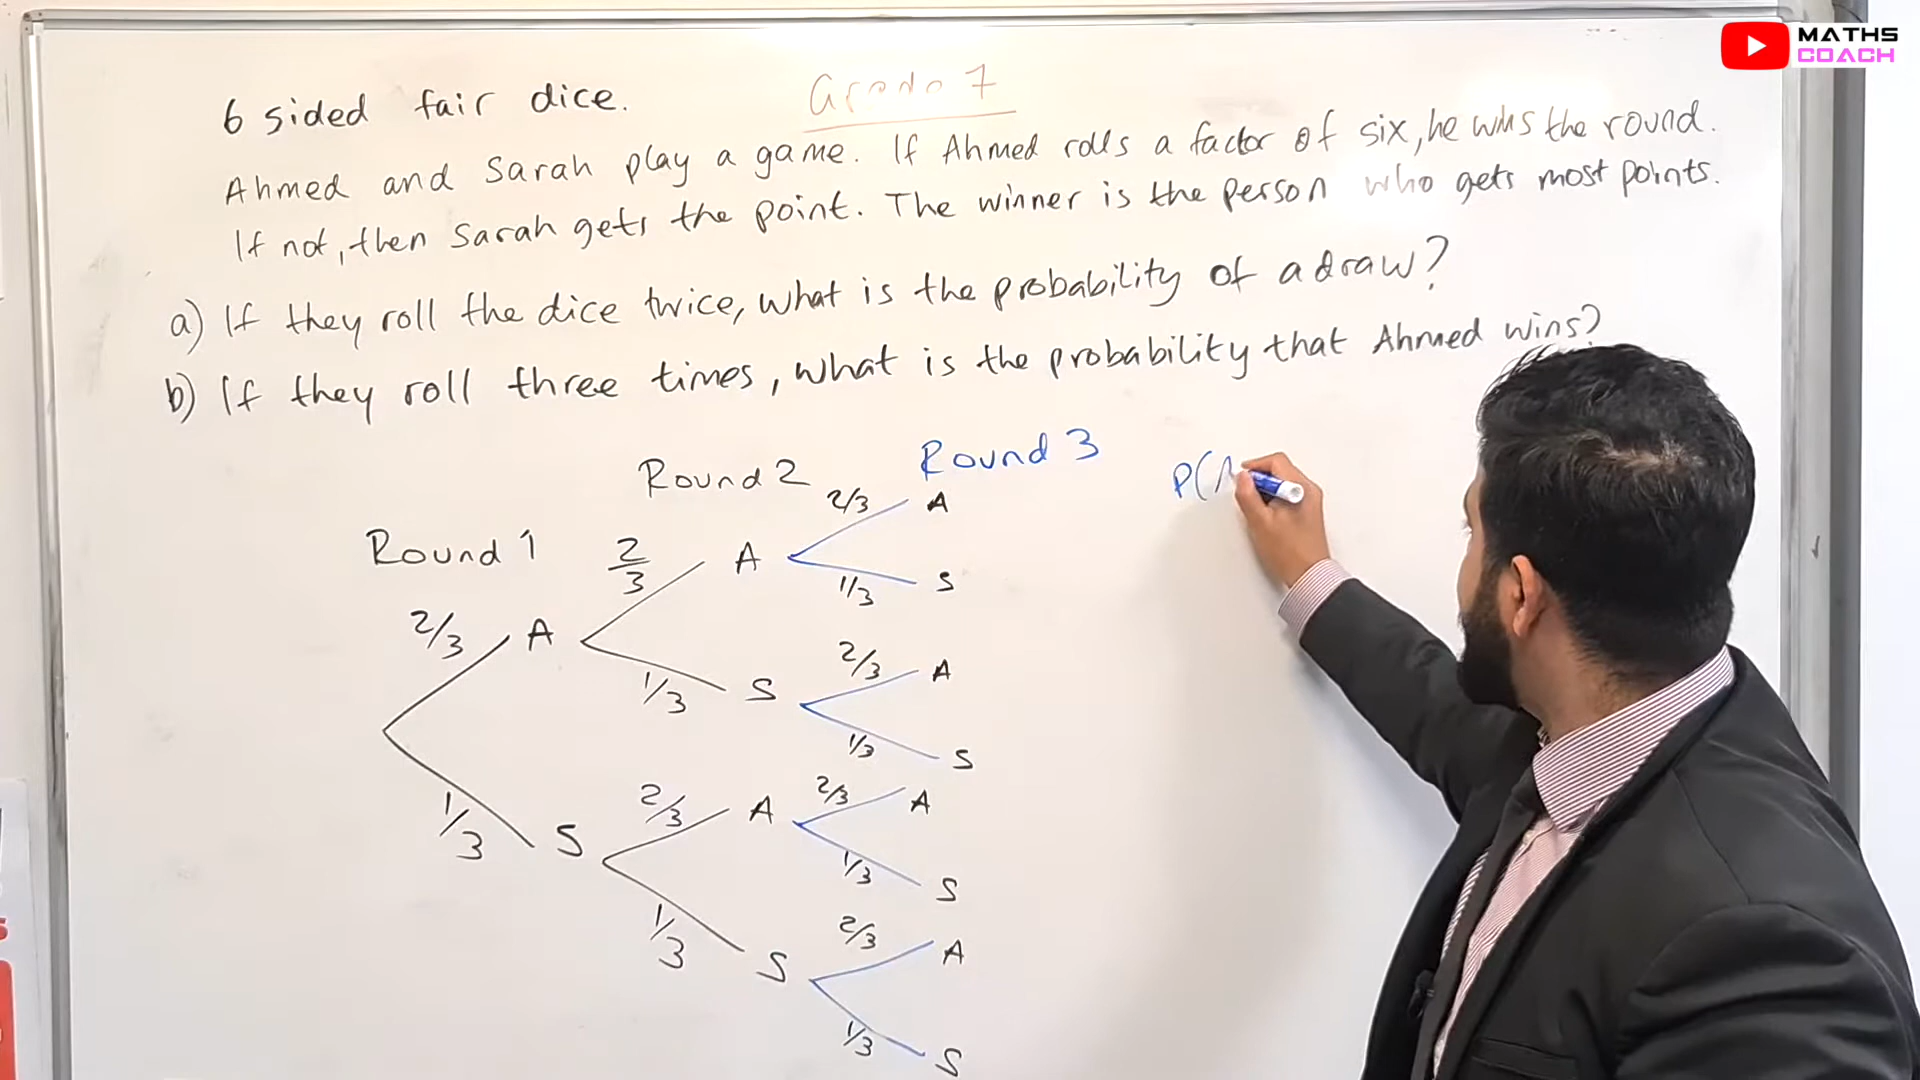 MATHS
COACH
Grade 7
6 sided fair dice.
Ahmed and Sarah play a game. If Ahmed rolls a factor of six, he wins the round.
If not, then Sarah gets the point. The winner is the person who gets most points.
a) If they roll the dice twice, what is the probability of a draw?
b) If they roll three times, what is the probability that Ahmed wins?
Round 1
Round 2
Round 3
P(
2/3 A
1/3 S
2/3 A
1/3 S
2/3 A
1/3 S
2/3 A
1/3 S
2/3 A
1/3 S
2/3 A
1/3 S
2/3 A
1/3 S